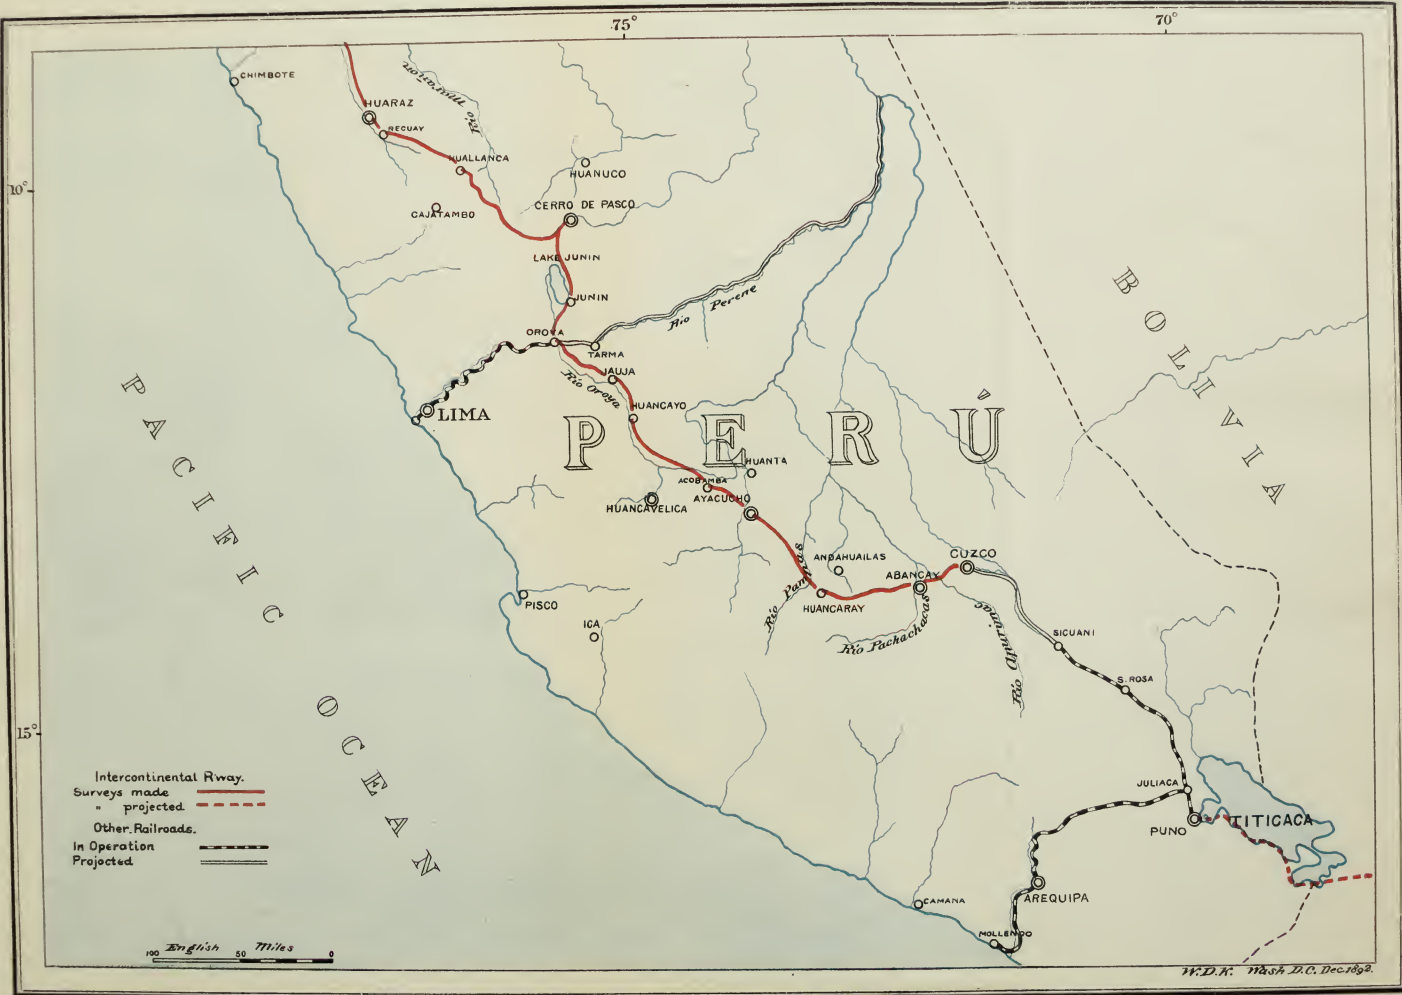 75°
70°
CHIMBOTE
HUARAZ
RECUAY
Rio Marañon
HUALLANCA
HUANUCO
10°
CAJATAMBO
CERRO DE PASCO
LAKE JUNIN
JUNIN
Rio Perene
OROYA
TARMA
JAUJA
Rio Oroya
HUANCAYO
LIMA
PERÚ
BOLIVIA
PACIFIC OCEAN
HUANTA
ACOBAMBA
AYACUCHO
HUANCAVELICA
ANDAHUAILAS
CUZCO
ABANCAY
Rio Pampas
HUANCARAY
PISCO
ICA
Rio Pachachacas
Rio Apurimac
SICUANI
S. ROSA
15°
JULIACA
PUNO
TITICACA
AREQUIPA
CAMANA
MOLLENDO
Intercontinental R'way.
Surveys made
" projected
Other Railroads.
In Operation
Projected
English Miles
100 50 0
W.D.K. Wash D.C. Dec. 1892.